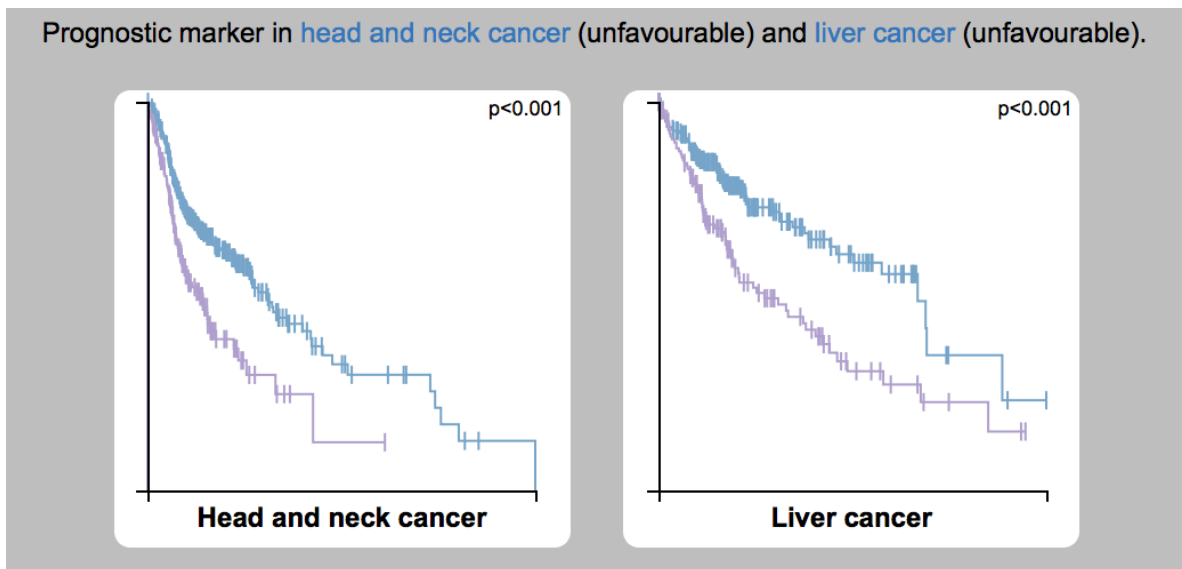 Prognostic marker in head and neck cancer (unfavourable) and liver cancer (unfavourable).
p<0.001
p<0.001
Head and neck cancer
Liver cancer